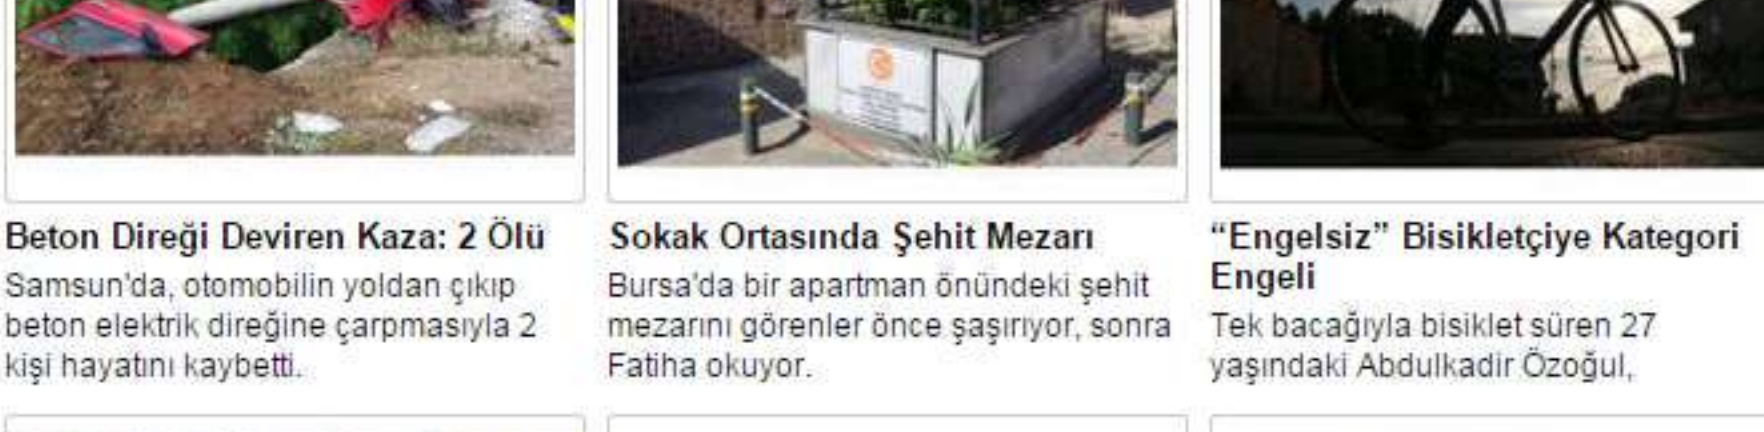 Beton Direği Deviren Kaza: 2 Ölü
Samsun'da, otomobilin yoldan çıkıp
beton elektrik direğine çarpmasıyla 2
kişi hayatını kaybetti.
Sokak Ortasında Şehit Mezarı
Bursa'da bir apartman önündeki şehit
mezarını görenler önce şaşırıyor, sonra
Fatiha okuyor.
“Engelsiz” Bisikletçiye Kategori
Engeli
Tek bacağıyla bisiklet süren 27
yaşındaki Abdulkadir Özoğul,